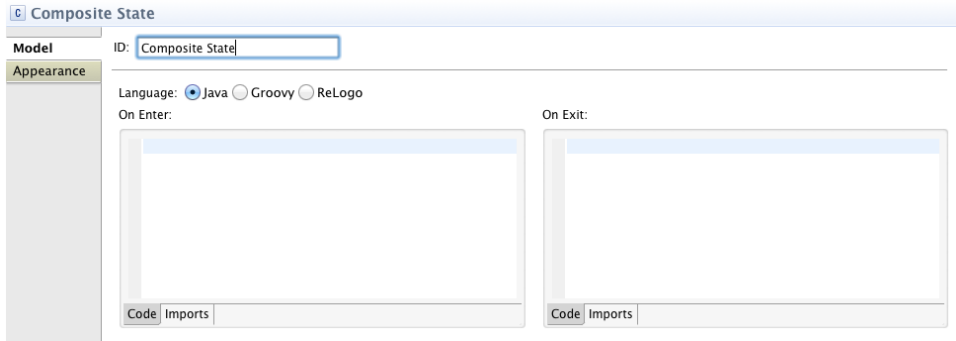 C Composite State
Model
ID: Composite State
Appearance
Language: Java Groovy ReLogo
On Enter: On Exit:
Code Imports Code Imports